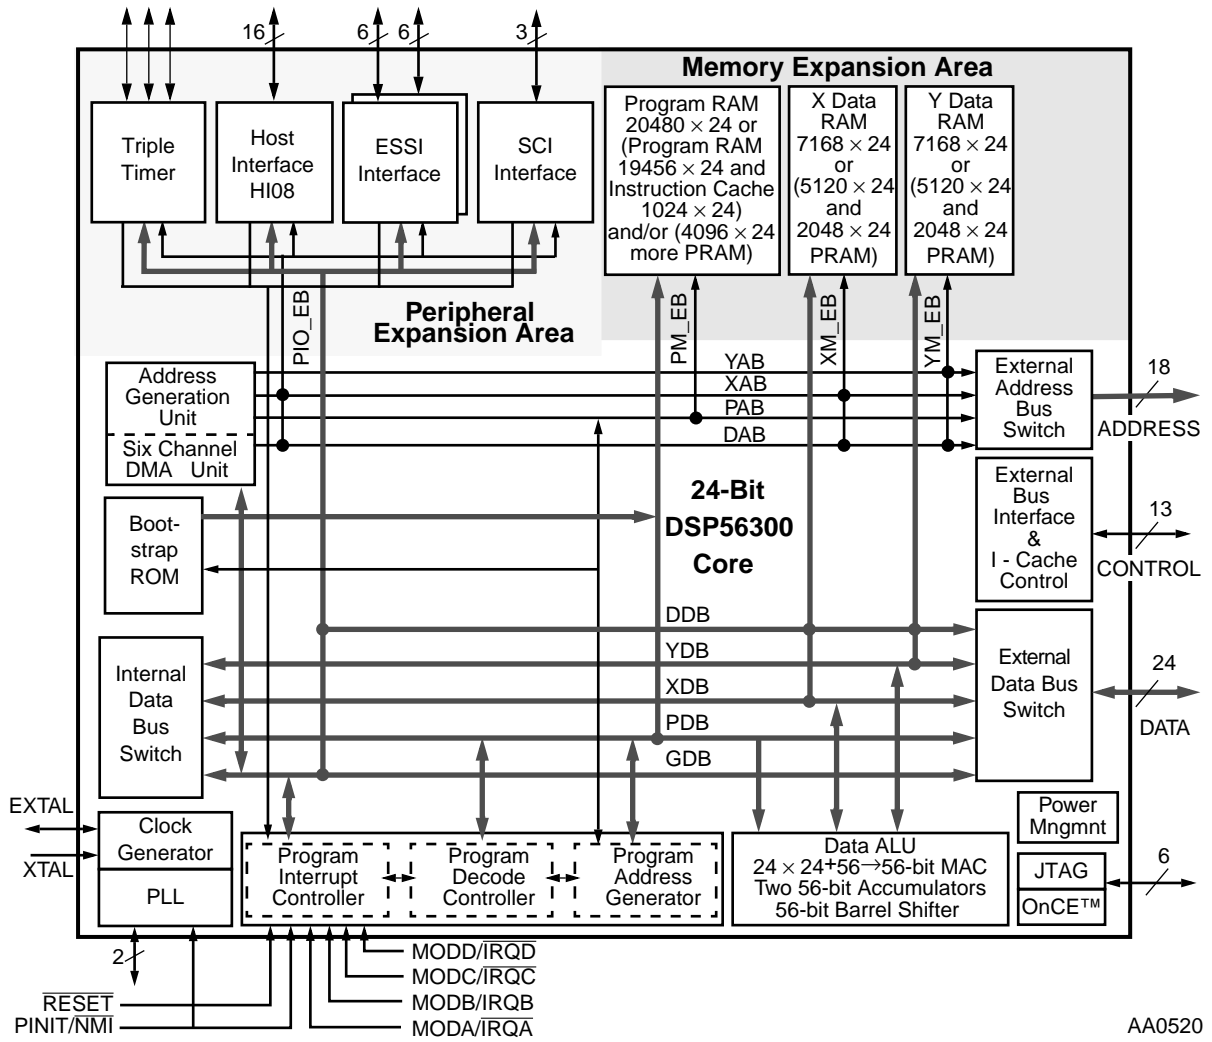 16
6
6
3
Memory Expansion Area
Triple
Timer
Host
Interface
HI08
ESSI
Interface
SCI
Interface
Program RAM
20480 × 24 or
(Program RAM
19456 × 24 and
Instruction Cache
1024 × 24)
and/or (4096 × 24
more PRAM)
X Data
RAM
7168 × 24
or
(5120 × 24
and
2048 × 24
PRAM)
Y Data
RAM
7168 × 24
or
(5120 × 24
and
2048 × 24
PRAM)
Peripheral
Expansion Area
PIO_EB
PM_EB
XM_EB
YM_EB
Address
Generation
Unit
Six Channel
DMA Unit
YAB
XAB
PAB
DAB
External
Address
Bus
Switch
18
ADDRESS
Boot-
strap
ROM
24-Bit
DSP56300
Core
External
Bus
Interface
&
I - Cache
Control
13
CONTROL
Internal
Data
Bus
Switch
DDB
YDB
XDB
PDB
GDB
External
Data Bus
Switch
24
DATA
EXTAL
XTAL
Clock
Generator
PLL
2
Program
Interrupt
Controller
Program
Decode
Controller
Program
Address
Generator
Data ALU
24 × 24+56→56-bit MAC
Two 56-bit Accumulators
56-bit Barrel Shifter
Power
Mngmnt
JTAG
OnCE™
6
MODD/IRQD
MODC/IRQC
MODB/IRQB
MODA/IRQA
RESET
PINIT/NMI
AA0520